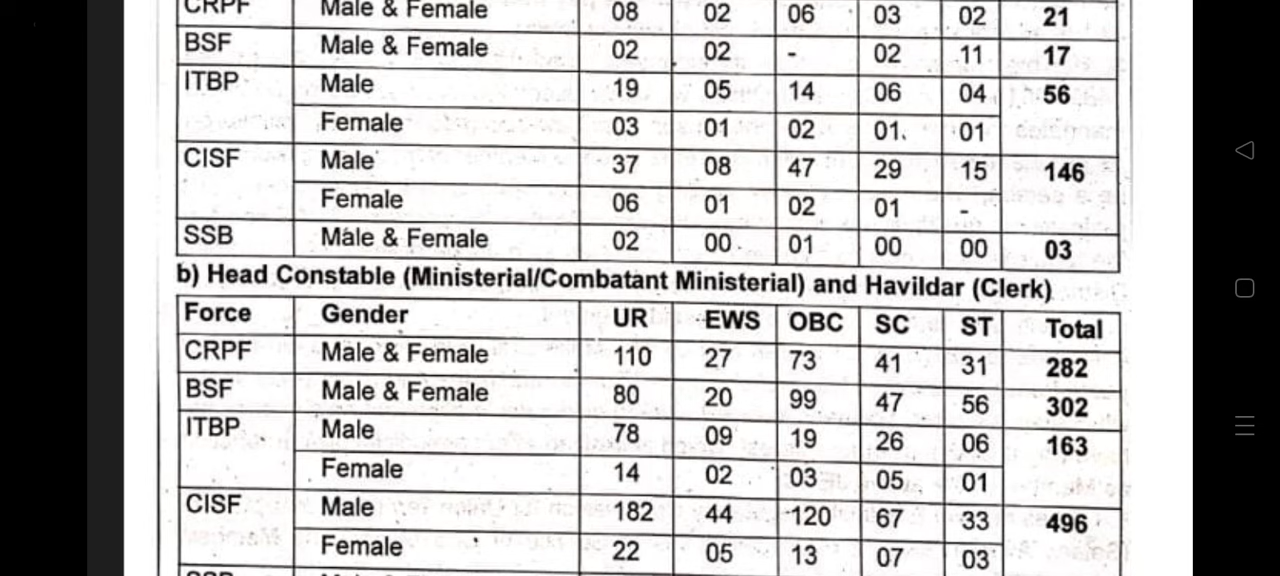 CRPF Male & Female 08 02 06 03 02 21
BSF Male & Female 02 02 - 02 11 17
ITBP Male 19 05 14 06 04 56
Female 03 01 02 01. 01
CISF Male 37 08 47 29 15 146
Female 06 01 02 01 -
SSB Male & Female 02 00 01 00 00 03
b) Head Constable (Ministerial/Combatant Ministerial) and Havildar (Clerk)
Force Gender UR EWS OBC SC ST Total
CRPF Male & Female 110 27 73 41 31 282
BSF Male & Female 80 20 99 47 56 302
ITBP Male 78 09 19 26 06 163
Female 14 02 03 05 01
CISF Male 182 44 120 67 33 496
Female 22 05 13 07 03